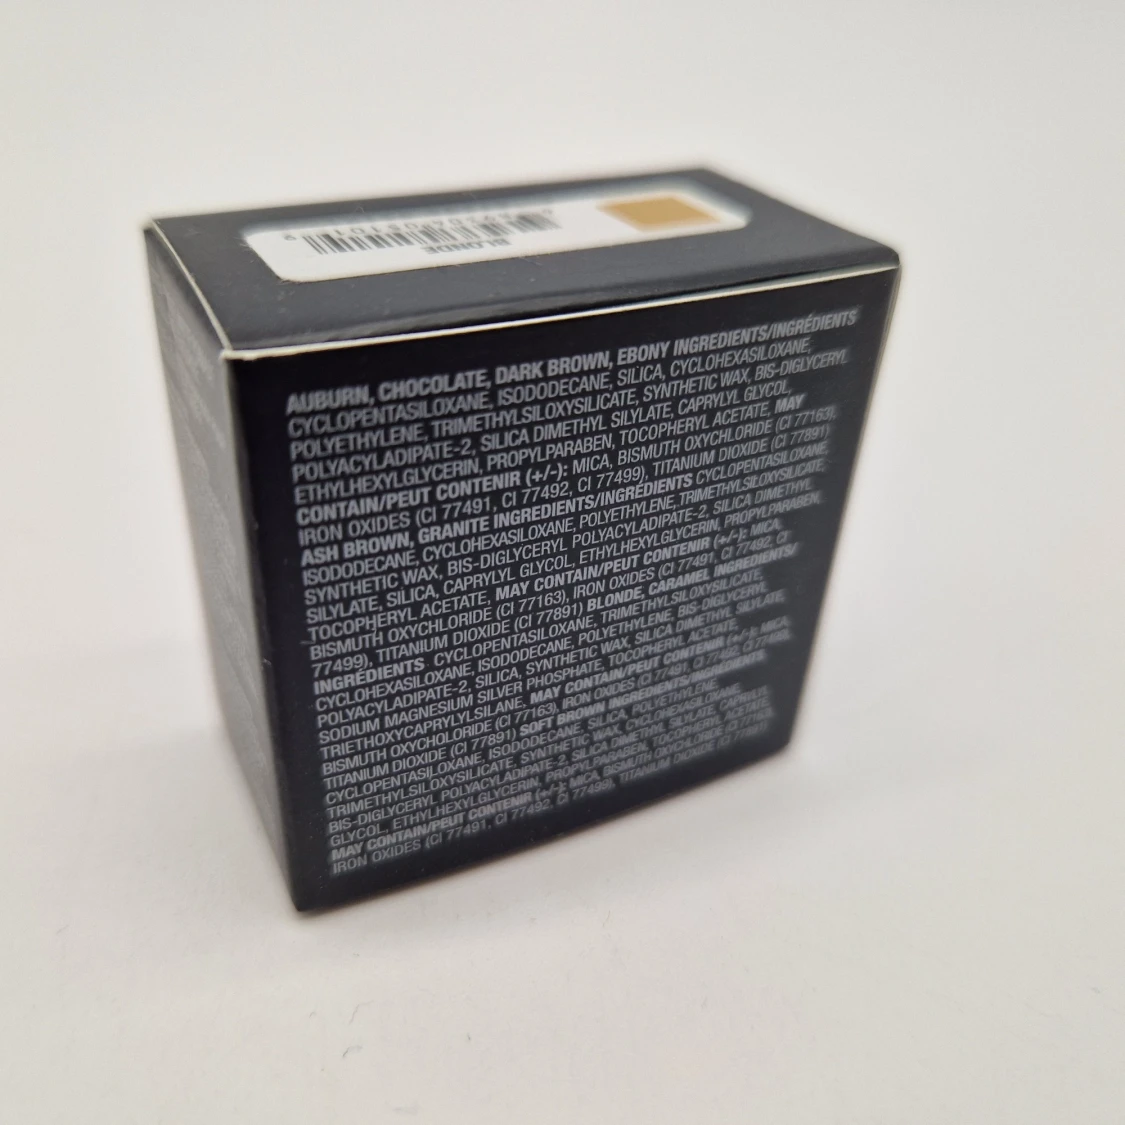 BLONDE
AUBURN, CHOCOLATE, DARK BROWN, EBONY INGREDIENTS/INGRÉDIENTS
CYCLOPENTASILOXANE, ISODODECANE, SILICA, CYCLOHEXASILOXANE,
POLYETHYLENE, TRIMETHYLSILOXYSILICATE, SYNTHETIC WAX, BIS-DIGLYCERYL
POLYACYLADIPATE-2, SILICA DIMETHYL SILYLATE, CAPRYLYL GLYCOL,
ETHYLHEXYLGLYCERIN, PROPYLPARABEN, TOCOPHERYL ACETATE, MAY
CONTAIN/PEUT CONTENIR (+/-): MICA, BISMUTH OXYCHLORIDE (CI 77163),
IRON OXIDES (CI 77491, CI 77492, CI 77499), TITANIUM DIOXIDE (CI 77891)
ASH BROWN, GRANITE INGREDIENTS/INGRÉDIENTS CYCLOPENTASILOXANE,
ISODODECANE, CYCLOHEXASILOXANE, POLYETHYLENE, TRIMETHYLSILOXYSILICATE,
SYNTHETIC WAX, BIS-DIGLYCERYL POLYACYLADIPATE-2, SILICA DIMETHYL
SILYLATE, SILICA, CAPRYLYL GLYCOL, ETHYLHEXYLGLYCERIN, PROPYLPARABEN,
TOCOPHERYL ACETATE, MAY CONTAIN/PEUT CONTENIR (+/-): MICA,
BISMUTH OXYCHLORIDE (CI 77163), IRON OXIDES (CI 77491, CI 77492, CI
77499), TITANIUM DIOXIDE (CI 77891) BLONDE, CARAMEL INGREDIENTS/
INGRÉDIENTS CYCLOPENTASILOXANE, TRIMETHYLSILOXYSILICATE,
CYCLOHEXASILOXANE, ISODODECANE, POLYETHYLENE, BIS-DIGLYCERYL
POLYACYLADIPATE-2, SILICA, SYNTHETIC WAX, SILICA DIMETHYL SILYLATE,
SODIUM MAGNESIUM SILVER PHOSPHATE, TOCOPHERYL ACETATE,
TRIETHOXYCAPRYLYLSILANE, MAY CONTAIN/PEUT CONTENIR (+/-): MICA,
BISMUTH OXYCHLORIDE (CI 77163), IRON OXIDES (CI 77491, CI 77492, CI 77499),
TITANIUM DIOXIDE (CI 77891) SOFT BROWN INGREDIENTS/INGRÉDIENTS
CYCLOPENTASILOXANE, ISODODECANE, SILICA, POLYETHYLENE,
TRIMETHYLSILOXYSILICATE, SYNTHETIC WAX, CYCLOHEXASILOXANE,
BIS-DIGLYCERYL POLYACYLADIPATE-2, SILICA DIMETHYL SILYLATE, CAPRYLYL
GLYCOL, ETHYLHEXYLGLYCERIN, PROPYLPARABEN, TOCOPHERYL ACETATE,
MAY CONTAIN/PEUT CONTENIR (+/-): MICA, BISMUTH OXYCHLORIDE (CI 77163),
IRON OXIDES (CI 77491, CI 77492, CI 77499), TITANIUM DIOXIDE